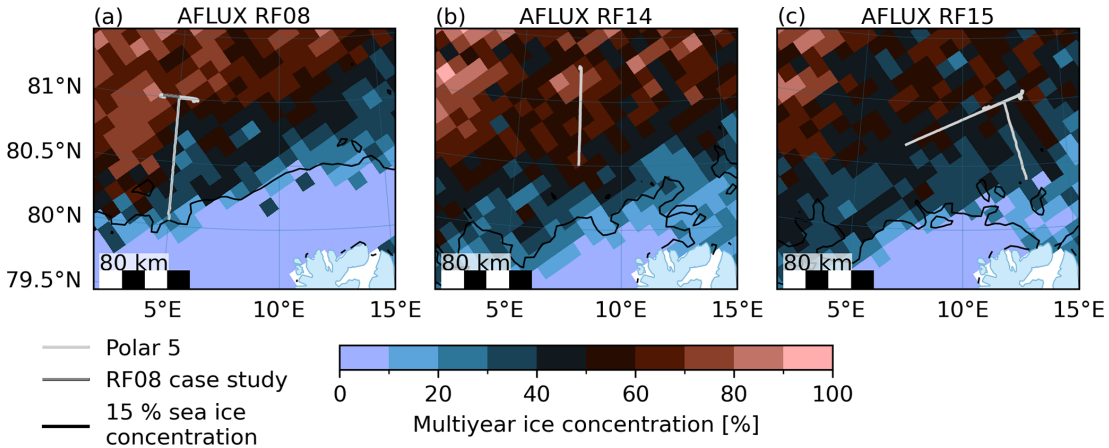 (a) AFLUX RF08
(b) AFLUX RF14
(c) AFLUX RF15
81°N
80.5°N
80°N
79.5°N
80 km
80 km
80 km
5°E 10°E 15°E
5°E 10°E 15°E
5°E 10°E 15°E
Polar 5
RF08 case study
15 % sea ice
concentration
0 20 40 60 80 100
Multiyear ice concentration [%]